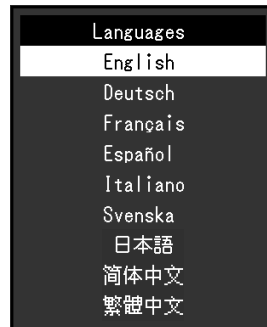 Languages
English
Deutsch
Français
Español
Italiano
Svenska
日本語
简体中文
繁體中文